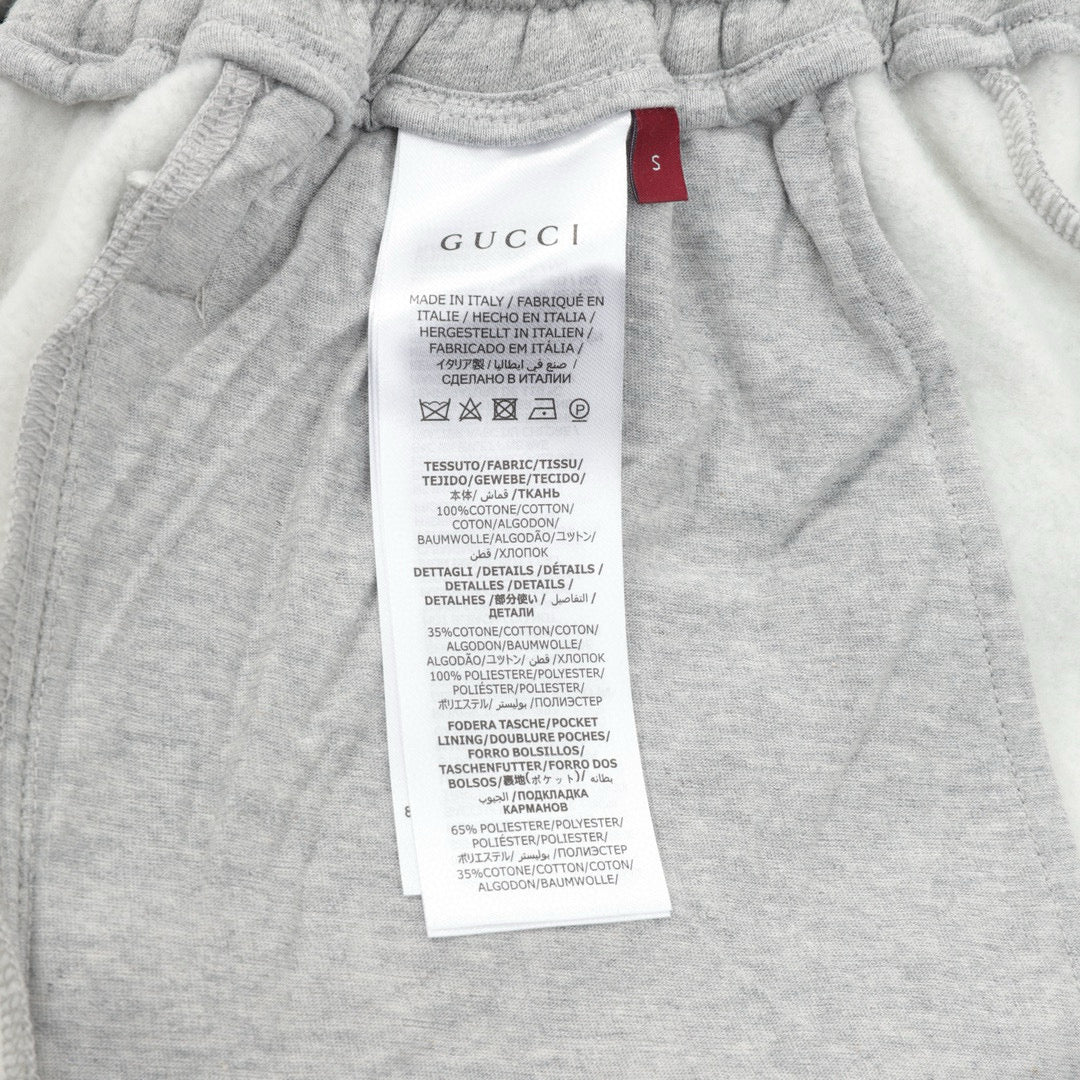 S
GUCCI
MADE IN ITALY / FABRIQUÉ EN
ITALIE / HECHO EN ITALIA /
HERGESTELLT IN ITALIEN /
FABRICADO EM ITÁLIA /
イタリア製 / صنع في ايطاليا /
СДЕЛАНО В ИТАЛИИ
P
TESSUTO/FABRIC/TISSU/
TEJIDO/GEWEBE/TECIDO/
本体/ قماش /ТКАНЬ
100%COTONE/COTTON/
COTON/ALGODON/
BAUMWOLLE/ALGODÃO/コットン/
قطن /ХЛОПОК
DETTAGLI /DETAILS /DÉTAILS /
DETALLES /DETAILS /
DETALHES /部分使い / التفاصيل /
ДЕТАЛИ
35%COTONE/COTTON/COTON/
ALGODON/BAUMWOLLE/
ALGODÃO/コットン/ قطن /ХЛОПОК
100% POLIESTERE/POLYESTER/
POLIÉSTER/POLIESTER/
ポリエステル/ بوليستر /ПОЛИЭСТЕР
FODERA TASCHE/POCKET
LINING/DOUBLURE POCHES/
FORRO BOLSILLOS/
TASCHENFUTTER/FORRO DOS
BOLSOS/裏地(ポケット)/ بطانه
الجيوب /ПОДКЛАДКА
КАРМАНОВ
65% POLIESTERE/POLYESTER/
POLIÉSTER/POLIESTER/
ポリエステル/ بوليستر /ПОЛИЭСТЕР
35%COTONE/COTTON/COTON/
ALGODON/BAUMWOLLE/